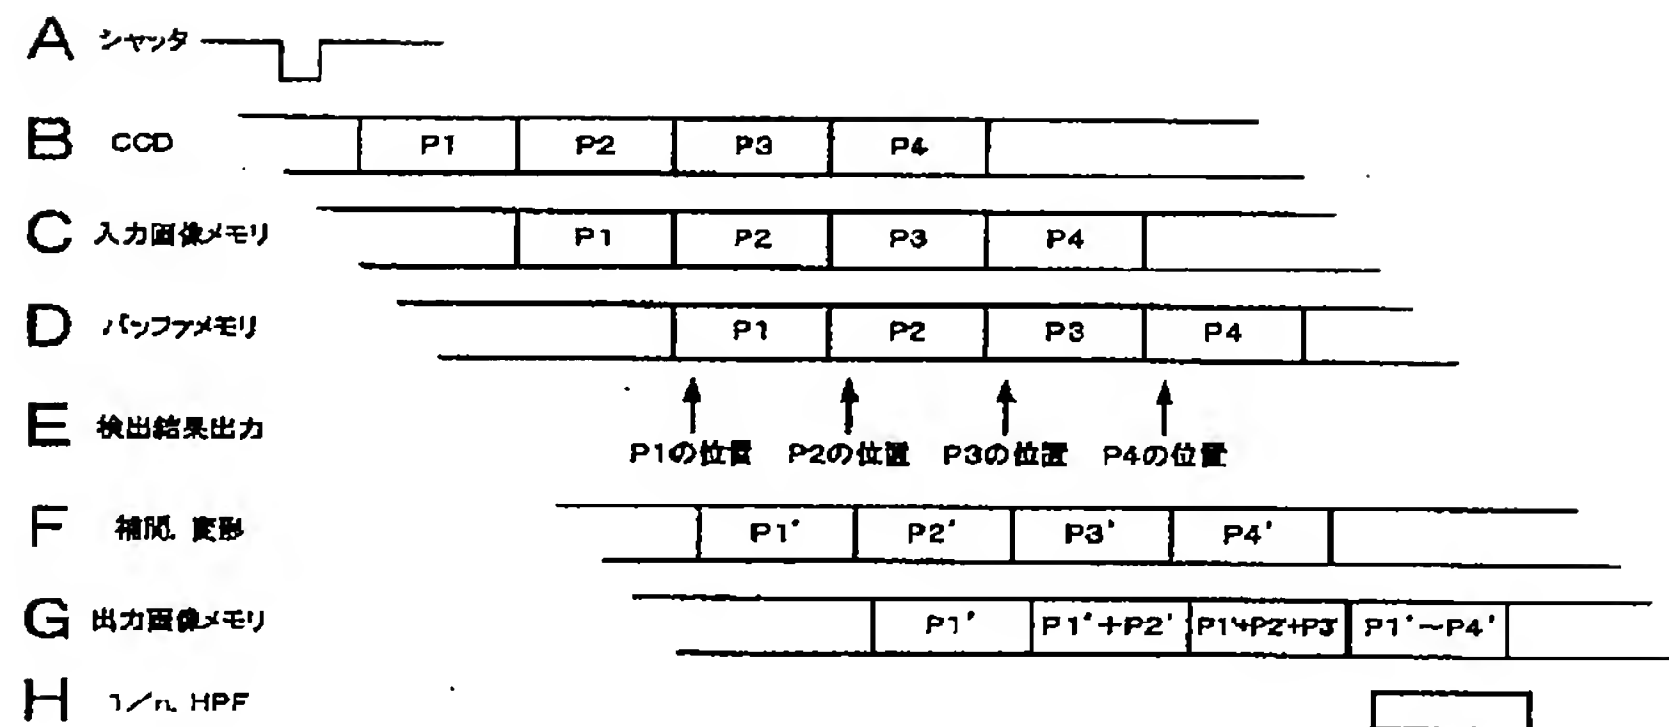 A シャッタ
B CCD P1 P2 P3 P4
C 入力画像メモリ P1 P2 P3 P4
D バッファメモリ P1 P2 P3 P4
E 検出結果出力 P1の位置 P2の位置 P3の位置 P4の位置
F 補間, 変形 P1' P2' P3' P4'
G 出力画像メモリ P1' P1'+P2' P1'+P2'+P3' P1'~P4'
H 1/n, HPF